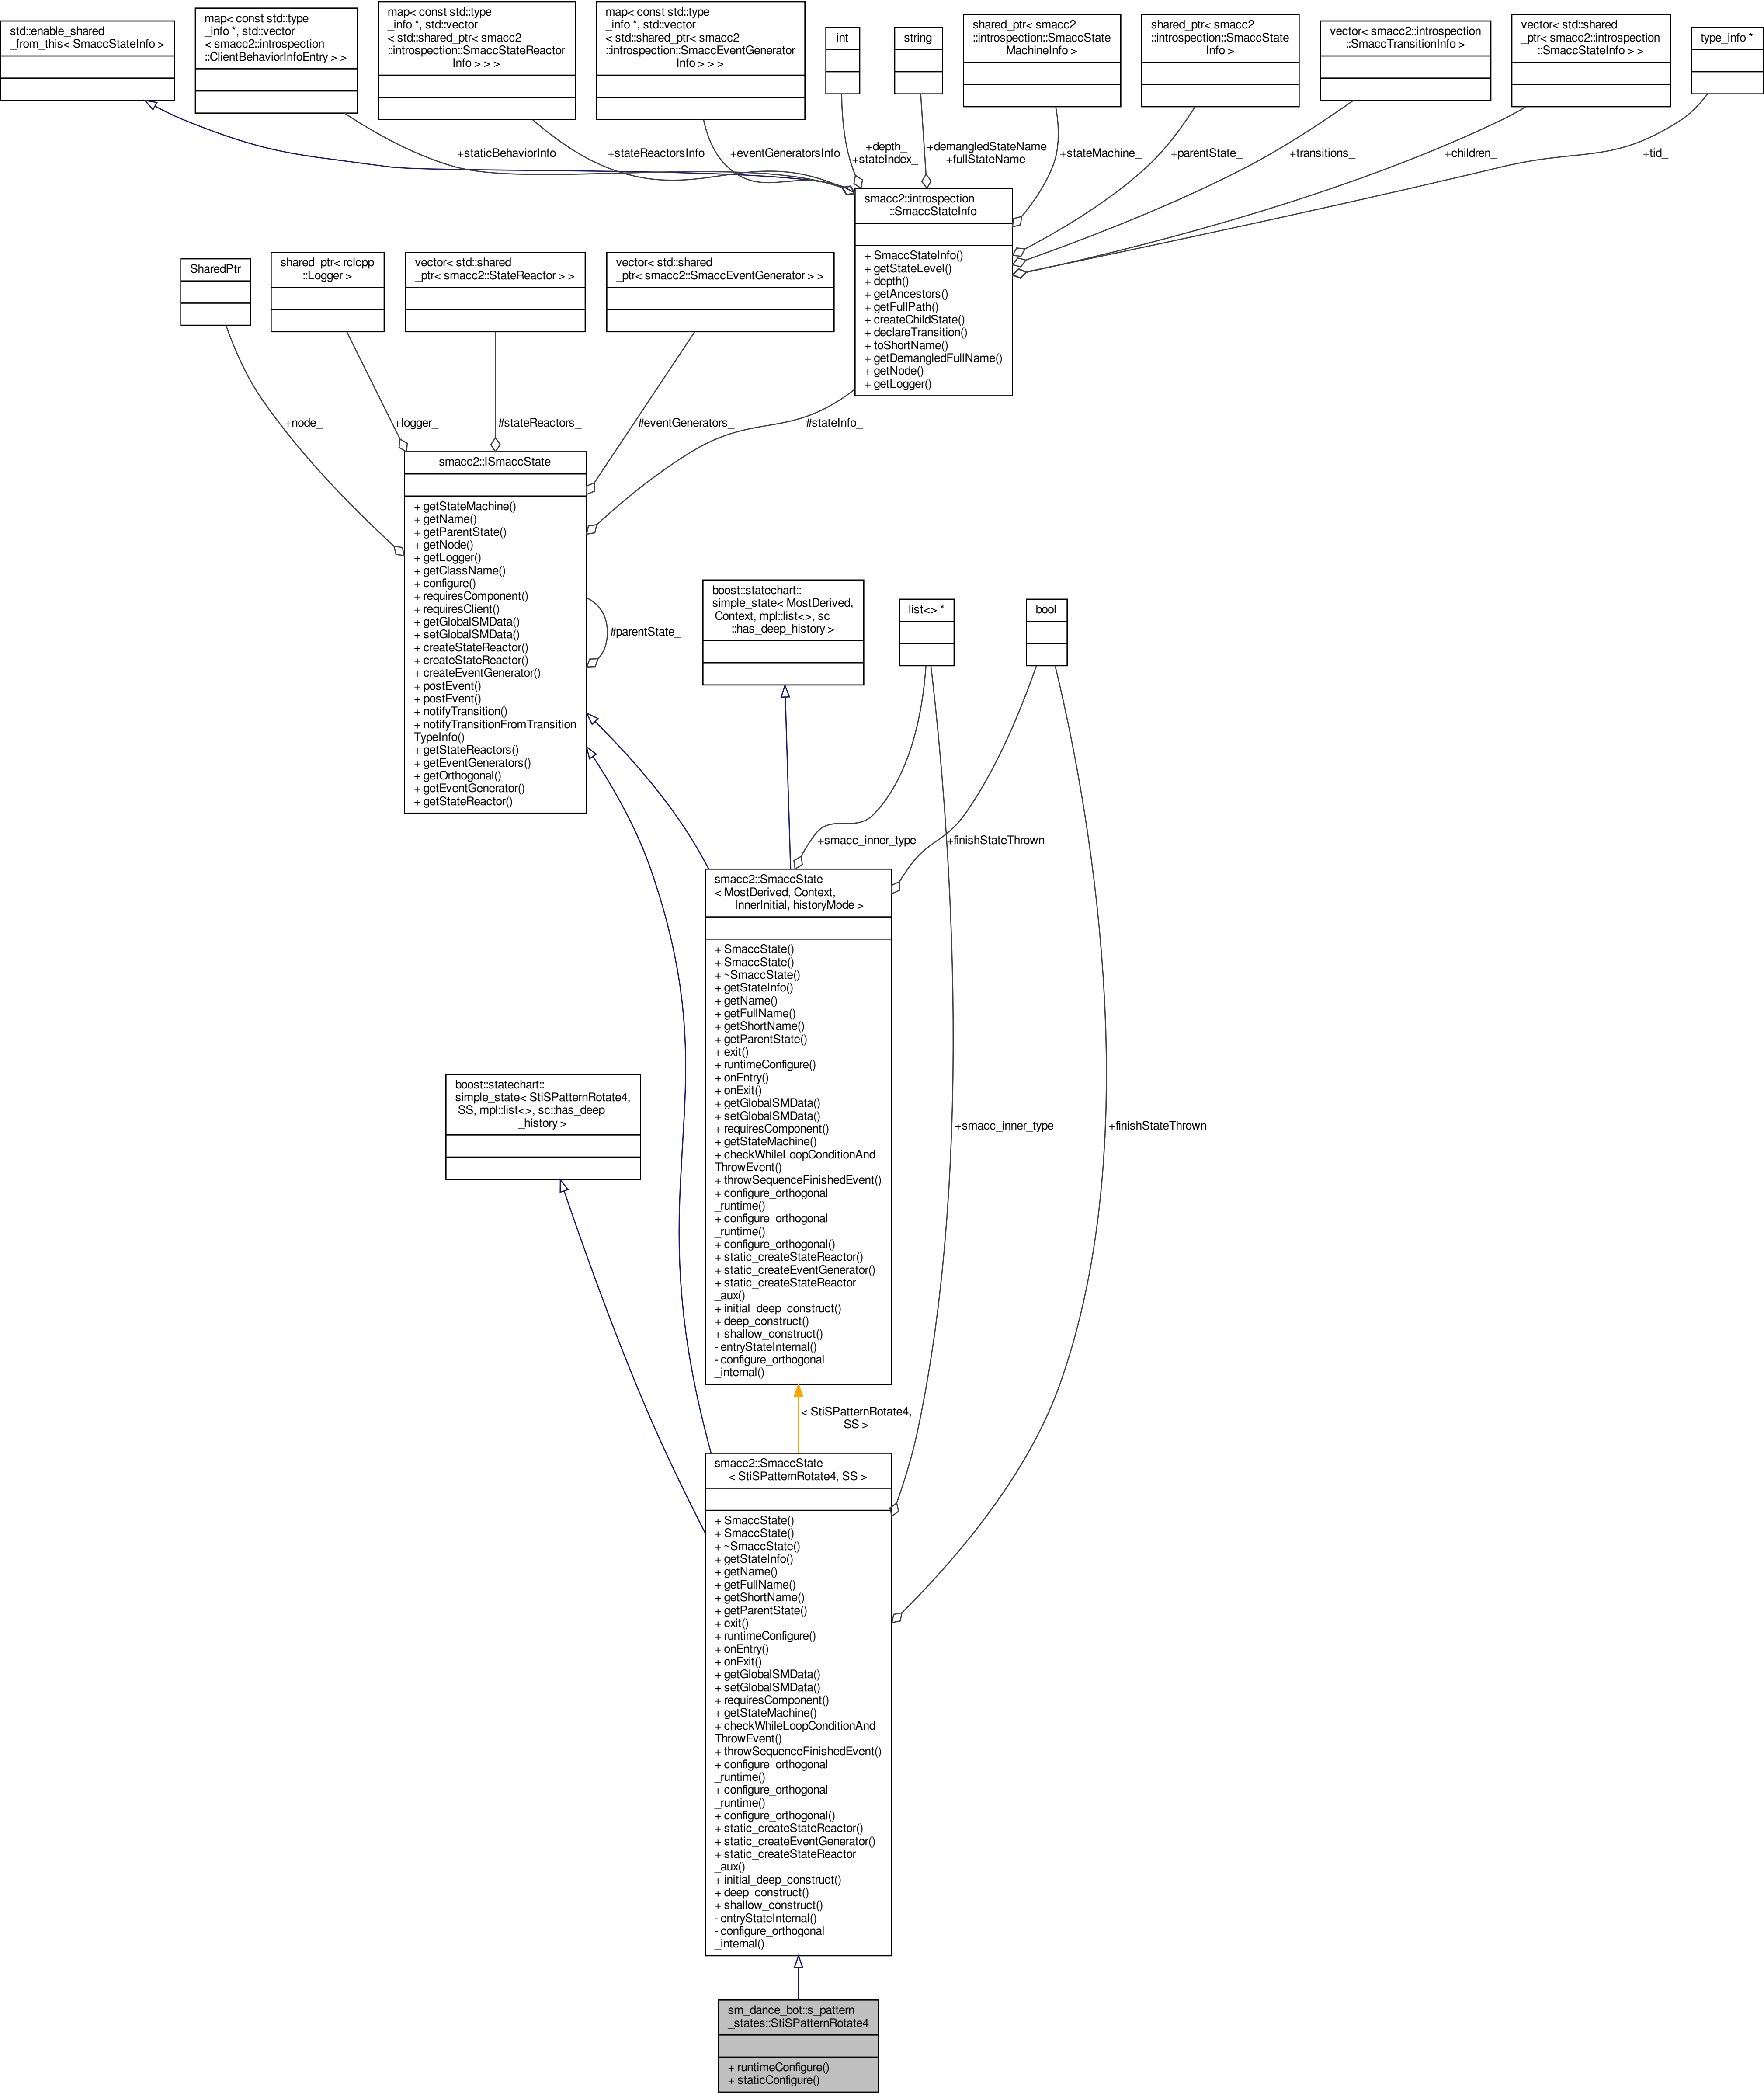 std::enable_shared
_from_this< SmaccStateInfo >
map< const std::type
_info *, std::vector
< smacc2::introspection
::ClientBehaviorInfoEntry > >
map< const std::type
_info *, std::vector
< std::shared_ptr< smacc2
::introspection::SmaccStateReactor
Info > > >
map< const std::type
_info *, std::vector
< std::shared_ptr< smacc2
::introspection::SmaccEventGenerator
Info > > >
int
string
shared_ptr< smacc2
::introspection::SmaccState
MachineInfo >
shared_ptr< smacc2
::introspection::SmaccState
Info >
vector< smacc2::introspection
::SmaccTransitionInfo >
vector< std::shared
_ptr< smacc2::introspection
::SmaccStateInfo > >
type_info *
+staticBehaviorInfo
+stateReactorsInfo
+eventGeneratorsInfo
+depth_
+stateIndex_
+demangledStateName
+fullStateName
+stateMachine_
+parentState_
+transitions_
+children_
+tid_
smacc2::introspection
::SmaccStateInfo
+ SmaccStateInfo()
+ getStateLevel()
+ depth()
+ getAncestors()
+ getFullPath()
+ createChildState()
+ declareTransition()
+ toShortName()
+ getDemangledFullName()
+ getNode()
+ getLogger()
SharedPtr
shared_ptr< rclcpp
::Logger >
vector< std::shared
_ptr< smacc2::StateReactor > >
vector< std::shared
_ptr< smacc2::SmaccEventGenerator > >
+node_
+logger_
#stateReactors_
#eventGenerators_
#stateInfo_
smacc2::ISmaccState
+ getStateMachine()
+ getName()
+ getParentState()
+ getNode()
+ getLogger()
+ getClassName()
+ configure()
+ requiresComponent()
+ requiresClient()
+ getGlobalSMData()
+ setGlobalSMData()
+ createStateReactor()
+ createStateReactor()
+ createEventGenerator()
+ postEvent()
+ postEvent()
+ notifyTransition()
+ notifyTransitionFromTransition
TypeInfo()
+ getStateReactors()
+ getEventGenerators()
+ getOrthogonal()
+ getEventGenerator()
+ getStateReactor()
#parentState_
boost::statechart::
simple_state< MostDerived,
Context, mpl::list<>, sc
::has_deep_history >
list<> *
bool
+smacc_inner_type
+finishStateThrown
smacc2::SmaccState
< MostDerived, Context,
InnerInitial, historyMode >
+ SmaccState()
+ SmaccState()
+ ~SmaccState()
+ getStateInfo()
+ getName()
+ getFullName()
+ getShortName()
+ getParentState()
+ exit()
+ runtimeConfigure()
+ onEntry()
+ onExit()
+ getGlobalSMData()
+ setGlobalSMData()
+ requiresComponent()
+ getStateMachine()
+ checkWhileLoopConditionAnd
ThrowEvent()
+ throwSequenceFinishedEvent()
+ configure_orthogonal
_runtime()
+ configure_orthogonal
_runtime()
+ configure_orthogonal()
+ static_createStateReactor()
+ static_createEventGenerator()
+ static_createStateReactor
_aux()
+ initial_deep_construct()
+ deep_construct()
+ shallow_construct()
- entryStateInternal()
- configure_orthogonal
_internal()
boost::statechart::
simple_state< StiSPatternRotate4,
SS, mpl::list<>, sc::has_deep
_history >
+smacc_inner_type
+finishStateThrown
< StiSPatternRotate4,
SS >
smacc2::SmaccState
< StiSPatternRotate4, SS >
+ SmaccState()
+ SmaccState()
+ ~SmaccState()
+ getStateInfo()
+ getName()
+ getFullName()
+ getShortName()
+ getParentState()
+ exit()
+ runtimeConfigure()
+ onEntry()
+ onExit()
+ getGlobalSMData()
+ setGlobalSMData()
+ requiresComponent()
+ getStateMachine()
+ checkWhileLoopConditionAnd
ThrowEvent()
+ throwSequenceFinishedEvent()
+ configure_orthogonal
_runtime()
+ configure_orthogonal
_runtime()
+ configure_orthogonal()
+ static_createStateReactor()
+ static_createEventGenerator()
+ static_createStateReactor
_aux()
+ initial_deep_construct()
+ deep_construct()
+ shallow_construct()
- entryStateInternal()
- configure_orthogonal
_internal()
sm_dance_bot::s_pattern
_states::StiSPatternRotate4
+ runtimeConfigure()
+ staticConfigure()